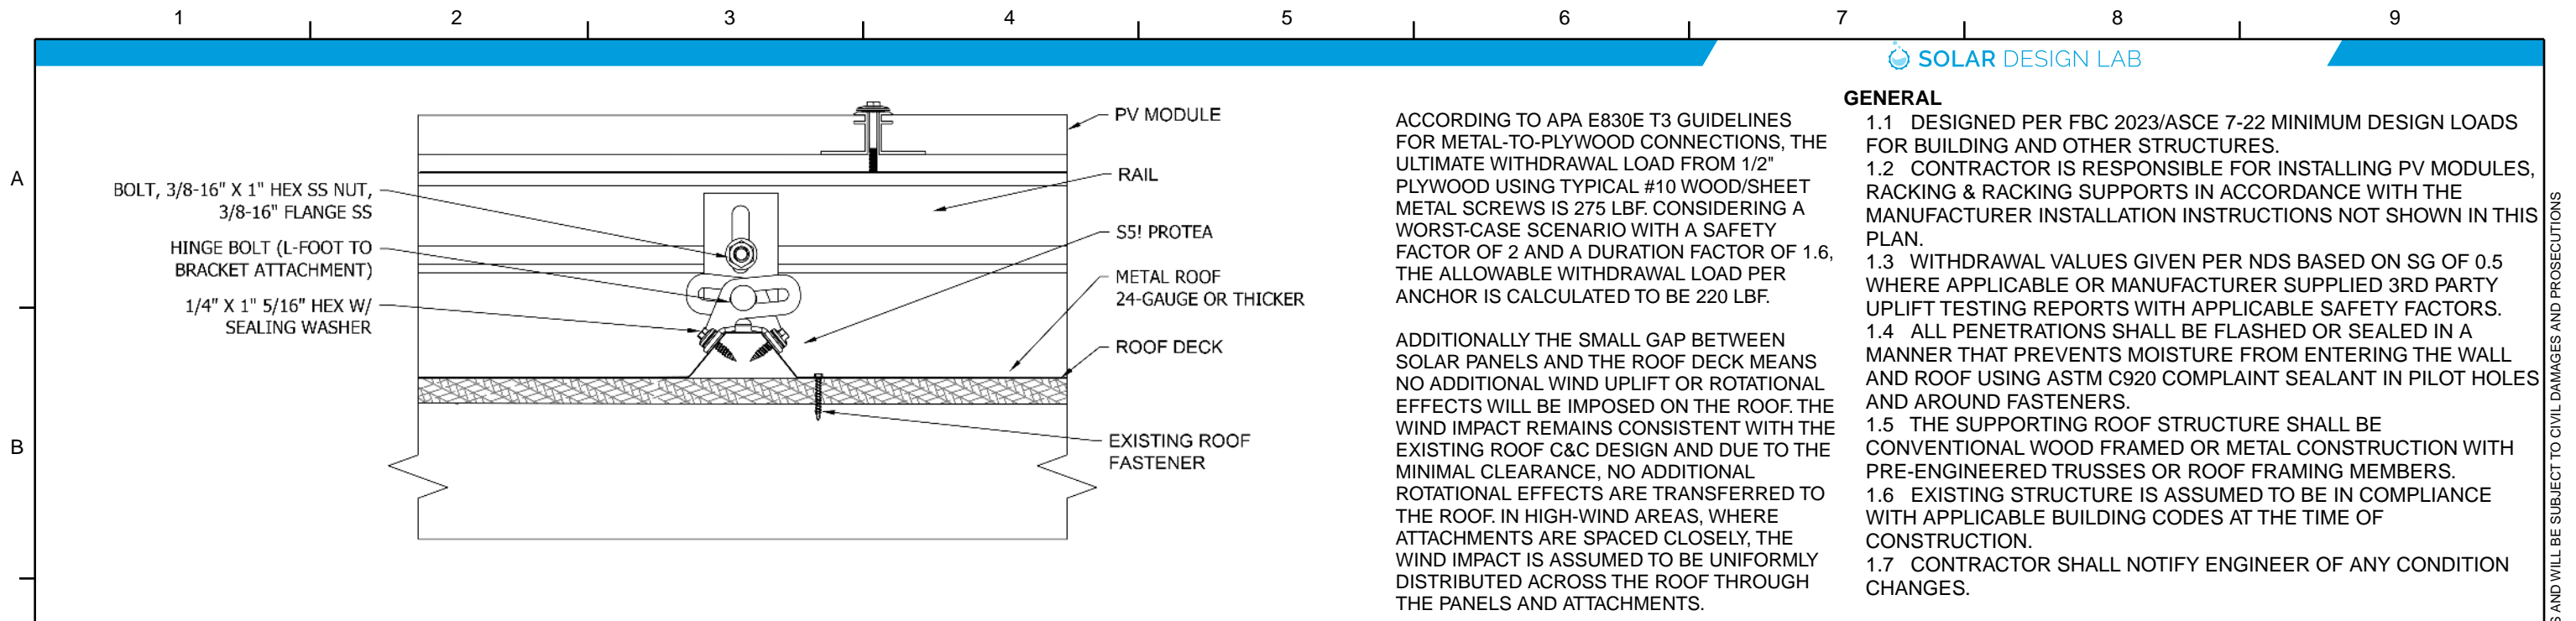 1 2 3 4 5 6 7 8 9
SOLAR DESIGN LAB
A
B
PV MODULE
RAIL
BOLT, 3/8-16" X 1" HEX SS NUT,
3/8-16" FLANGE SS
HINGE BOLT (L-FOOT TO
BRACKET ATTACHMENT)
1/4" X 1" 5/16" HEX W/
SEALING WASHER
S5! PROTEA
METAL ROOF
24-GAUGE OR THICKER
ROOF DECK
EXISTING ROOF
FASTENER
ACCORDING TO APA E830E T3 GUIDELINES
FOR METAL-TO-PLYWOOD CONNECTIONS, THE
ULTIMATE WITHDRAWAL LOAD FROM 1/2"
PLYWOOD USING TYPICAL #10 WOOD/SHEET
METAL SCREWS IS 275 LBF. CONSIDERING A
WORST-CASE SCENARIO WITH A SAFETY
FACTOR OF 2 AND A DURATION FACTOR OF 1.6,
THE ALLOWABLE WITHDRAWAL LOAD PER
ANCHOR IS CALCULATED TO BE 220 LBF.
ADDITIONALLY THE SMALL GAP BETWEEN
SOLAR PANELS AND THE ROOF DECK MEANS
NO ADDITIONAL WIND UPLIFT OR ROTATIONAL
EFFECTS WILL BE IMPOSED ON THE ROOF. THE
WIND IMPACT REMAINS CONSISTENT WITH THE
EXISTING ROOF C&C DESIGN AND DUE TO THE
MINIMAL CLEARANCE, NO ADDITIONAL
ROTATIONAL EFFECTS ARE TRANSFERRED TO
THE ROOF. IN HIGH-WIND AREAS, WHERE
ATTACHMENTS ARE SPACED CLOSELY, THE
WIND IMPACT IS ASSUMED TO BE UNIFORMLY
DISTRIBUTED ACROSS THE ROOF THROUGH
THE PANELS AND ATTACHMENTS.
GENERAL
1.1 DESIGNED PER FBC 2023/ASCE 7-22 MINIMUM DESIGN LOADS
FOR BUILDING AND OTHER STRUCTURES.
1.2 CONTRACTOR IS RESPONSIBLE FOR INSTALLING PV MODULES,
RACKING & RACKING SUPPORTS IN ACCORDANCE WITH THE
MANUFACTURER INSTALLATION INSTRUCTIONS NOT SHOWN IN THIS
PLAN.
1.3 WITHDRAWAL VALUES GIVEN PER NDS BASED ON SG OF 0.5
WHERE APPLICABLE OR MANUFACTURER SUPPLIED 3RD PARTY
UPLIFT TESTING REPORTS WITH APPLICABLE SAFETY FACTORS.
1.4 ALL PENETRATIONS SHALL BE FLASHED OR SEALED IN A
MANNER THAT PREVENTS MOISTURE FROM ENTERING THE WALL
AND ROOF USING ASTM C920 COMPLAINT SEALANT IN PILOT HOLES
AND AROUND FASTENERS.
1.5 THE SUPPORTING ROOF STRUCTURE SHALL BE
CONVENTIONAL WOOD FRAMED OR METAL CONSTRUCTION WITH
PRE-ENGINEERED TRUSSES OR ROOF FRAMING MEMBERS.
1.6 EXISTING STRUCTURE IS ASSUMED TO BE IN COMPLIANCE
WITH APPLICABLE BUILDING CODES AT THE TIME OF
CONSTRUCTION.
1.7 CONTRACTOR SHALL NOTIFY ENGINEER OF ANY CONDITION
CHANGES.
AND WILL BE SUBJECT TO CIVIL DAMAGES AND PROSECUTIONS